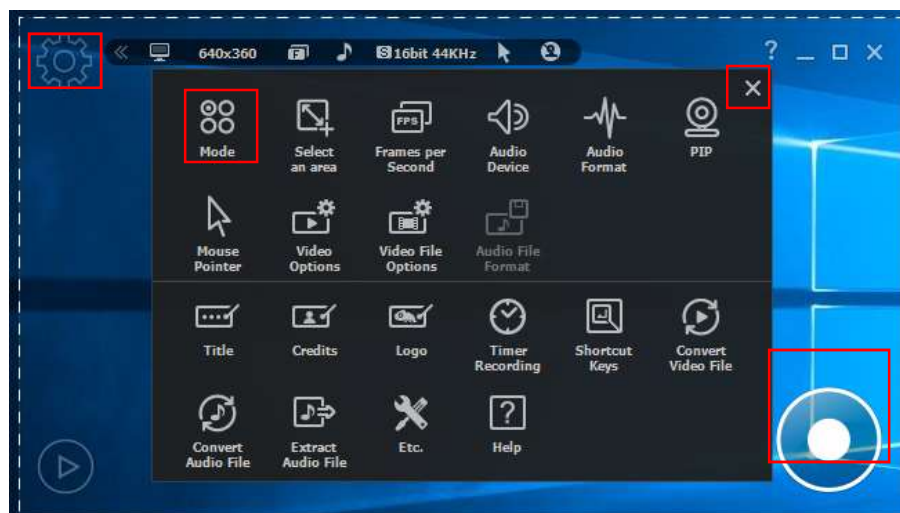 640x360 F S 16bit 44KHz ?
Mode
Select
an area
FPS
Frames per
Second
Audio
Device
Audio
Format
PIP
Mouse
Pointer
Video
Options
Video File
Options
Audio File
Format
Title
Credits
Logo
Timer
Recording
Shortcut
Keys
Convert
Video File
Convert
Audio File
Extract
Audio File
Etc.
?
Help